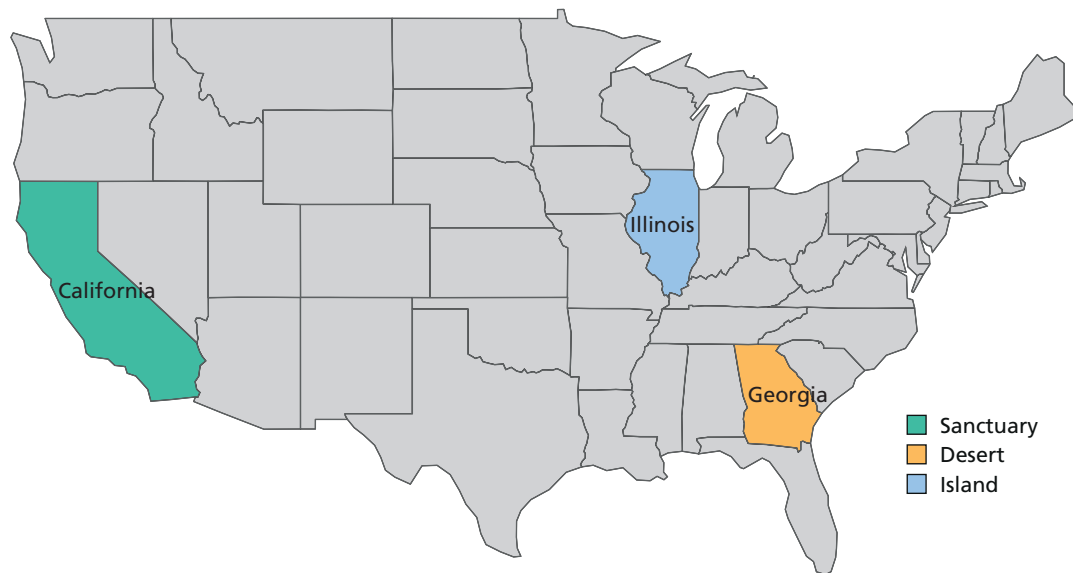 Illinois
California
Georgia
Sanctuary
Desert
Island